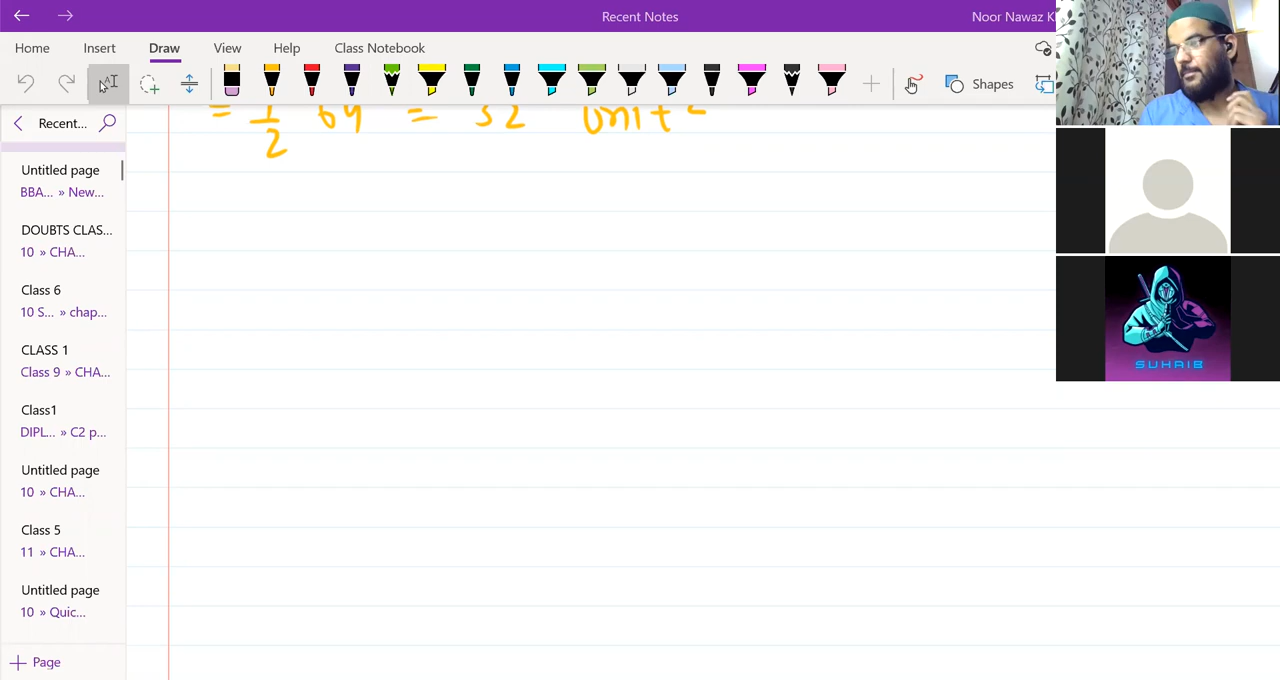 Recent Notes
Noor Nawaz K
Home Insert Draw View Help Class Notebook
Shapes
Recent...
Untitled page
BBA... » New...
DOUBTS CLAS...
10 » CHA...
Class 6
10 S... » chap...
CLASS 1
Class 9 » CHA...
Class1
DIPL... » C2 p...
Untitled page
10 » CHA...
Class 5
11 » CHA...
Untitled page
10 » Quic...
Page
= 1/2 64 = 32 unit²
SUHAIB